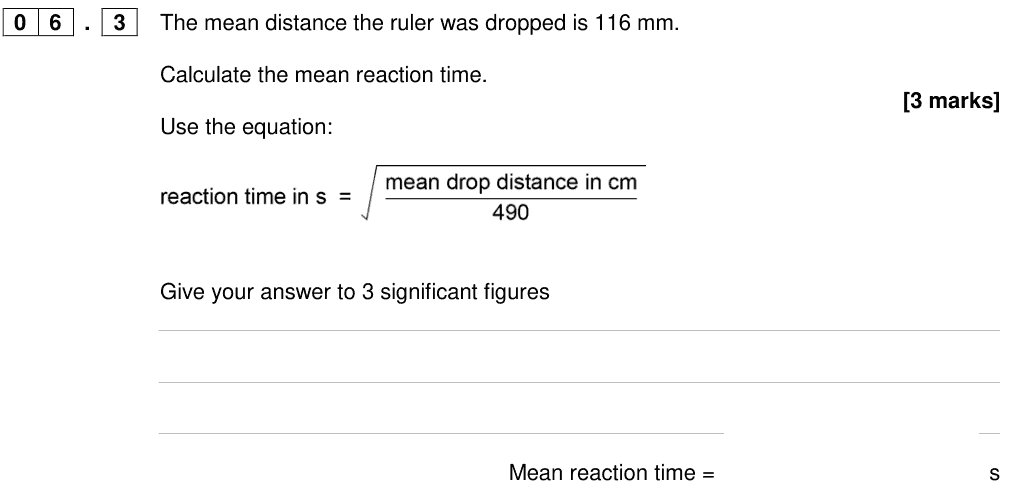 0 6 . 3 The mean distance the ruler was dropped is 116 mm.
Calculate the mean reaction time.
[3 marks]
Use the equation:
reaction time in s = √(mean drop distance in cm / 490)
Give your answer to 3 significant figures
Mean reaction time = s